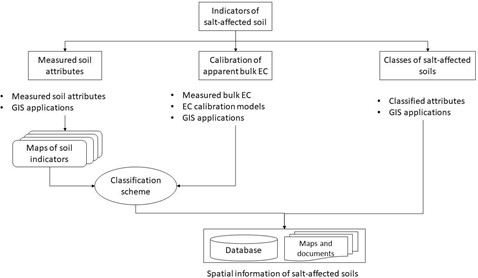 Indicators of
salt-affected soil
Measured soil
attributes
Calibration of
apparent bulk EC
Classes of salt-affected
soils
• Measured soil attributes
• GIS applications
• Measured bulk EC
• EC calibration models
• GIS applications
• Classified attributes
• GIS applications
Maps of soil
indicators
Classification
scheme
Database
Maps and
documents
Spatial information of salt-affected soils